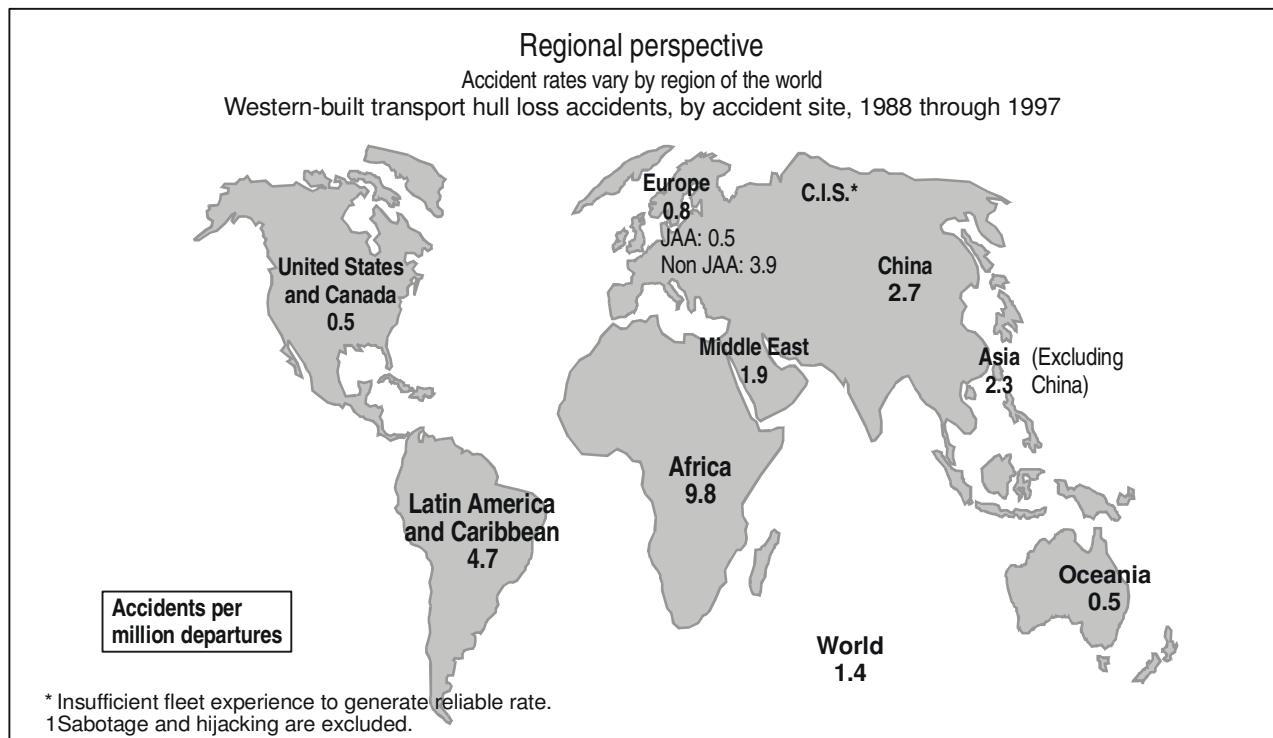 Regional perspective
Accident rates vary by region of the world
Western-built transport hull loss accidents, by accident site, 1988 through 1997
Europe
0.8
JAA: 0.5
Non JAA: 3.9
C.I.S.*
United States
and Canada
0.5
China
2.7
Middle East
1.9
Asia (Excluding
2.3 China)
Africa
9.8
Latin America
and Caribbean
4.7
Oceania
0.5
Accidents per
million departures
World
1.4
* Insufficient fleet experience to generate reliable rate.
1Sabotage and hijacking are excluded.